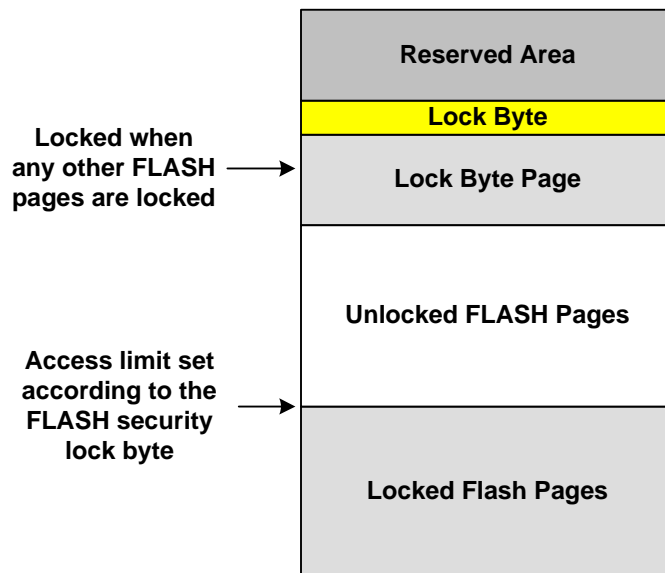 Reserved Area
Lock Byte
Locked when
any other FLASH
pages are locked
Lock Byte Page
Unlocked FLASH Pages
Access limit set
according to the
FLASH security
lock byte
Locked Flash Pages